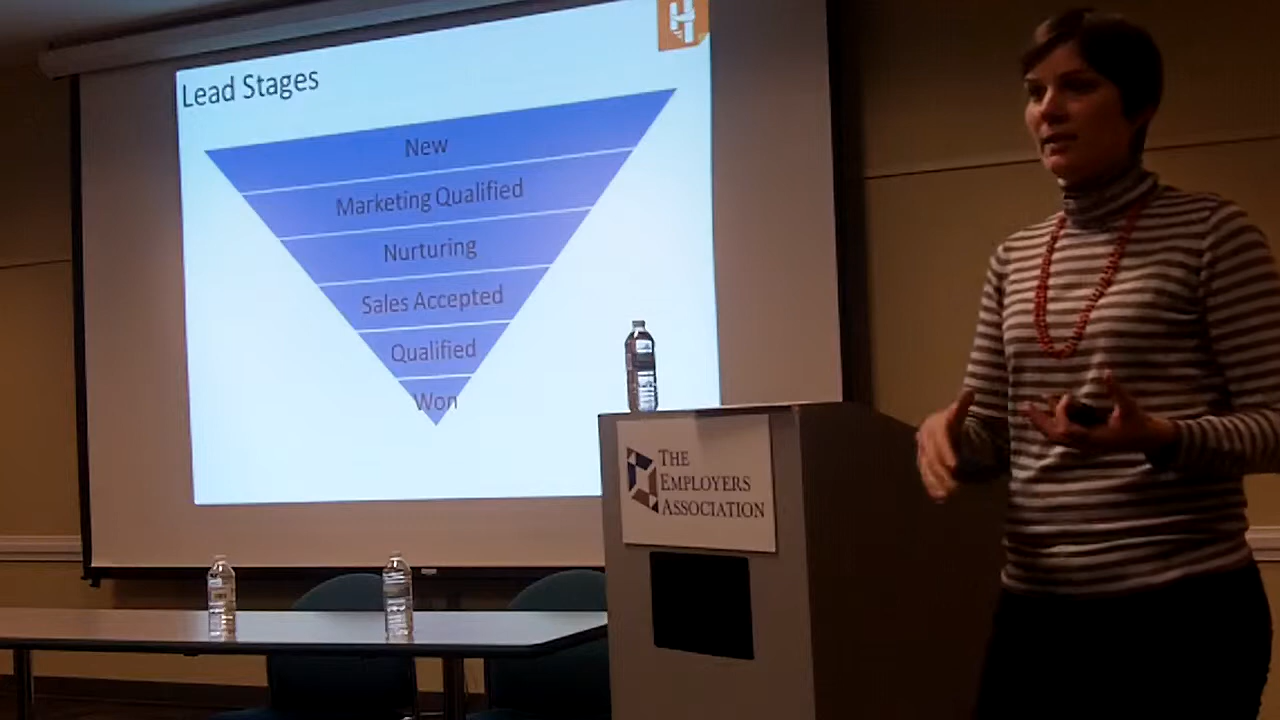 Lead Stages
New
Marketing Qualified
Nurturing
Sales Accepted
Qualified
Won
THE
EMPLOYERS
ASSOCIATION